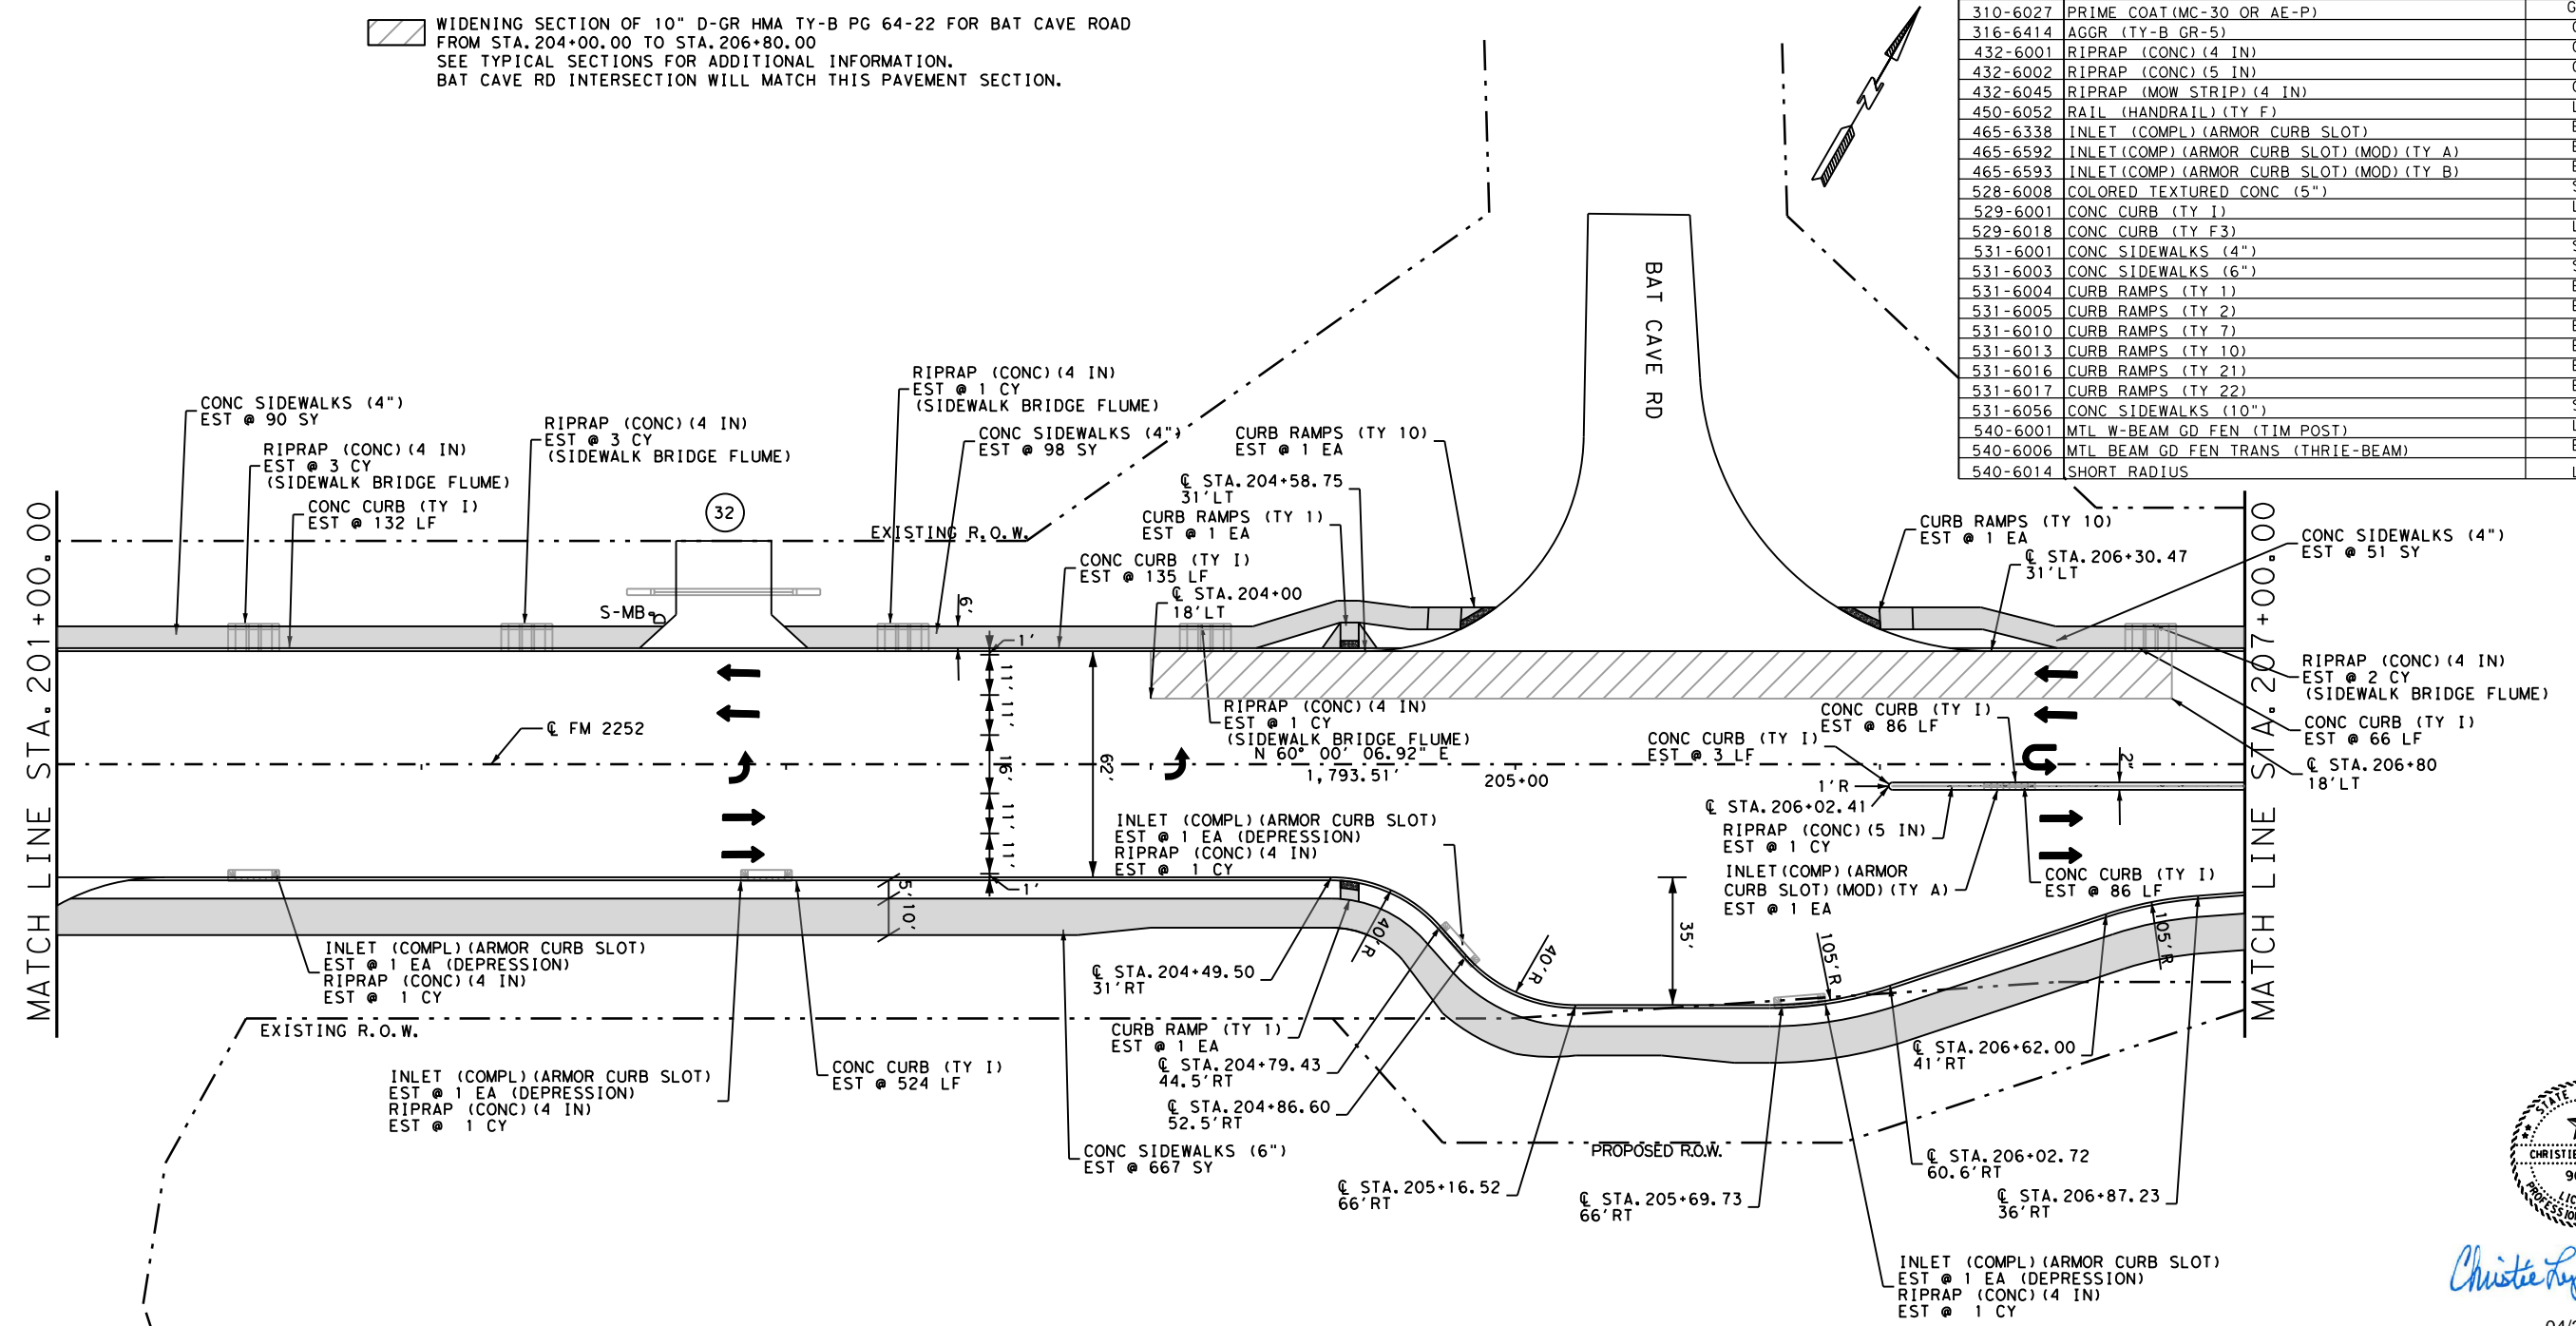 WIDENING SECTION OF 10" D-GR HMA TY-B PG 64-22 FOR BAT CAVE ROAD
FROM STA.204+00.00 TO STA.206+80.00
SEE TYPICAL SECTIONS FOR ADDITIONAL INFORMATION.
BAT CAVE RD INTERSECTION WILL MATCH THIS PAVEMENT SECTION.
310-6027 PRIME COAT(MC-30 OR AE-P)
316-6414 AGGR (TY-B GR-5)
432-6001 RIPRAP (CONC)(4 IN)
432-6002 RIPRAP (CONC)(5 IN)
432-6045 RIPRAP (MOW STRIP)(4 IN)
450-6052 RAIL (HANDRAIL)(TY F)
465-6338 INLET (COMPL)(ARMOR CURB SLOT)
465-6592 INLET(COMP)(ARMOR CURB SLOT)(MOD)(TY A)
465-6593 INLET(COMP)(ARMOR CURB SLOT)(MOD)(TY B)
528-6008 COLORED TEXTURED CONC (5")
529-6001 CONC CURB (TY I)
529-6018 CONC CURB (TY F3)
531-6001 CONC SIDEWALKS (4")
531-6003 CONC SIDEWALKS (6")
531-6004 CURB RAMPS (TY 1)
531-6005 CURB RAMPS (TY 2)
531-6010 CURB RAMPS (TY 7)
531-6013 CURB RAMPS (TY 10)
531-6016 CURB RAMPS (TY 21)
531-6017 CURB RAMPS (TY 22)
531-6056 CONC SIDEWALKS (10")
540-6001 MTL W-BEAM GD FEN (TIM POST)
540-6006 MTL BEAM GD FEN TRANS (THRIE-BEAM)
540-6014 SHORT RADIUS
BAT CAVE RD
CONC SIDEWALKS (4")
EST @ 90 SY
RIPRAP (CONC)(4 IN)
EST @ 3 CY
(SIDEWALK BRIDGE FLUME)
CONC CURB (TY I)
EST @ 132 LF
RIPRAP (CONC)(4 IN)
EST @ 3 CY
(SIDEWALK BRIDGE FLUME)
32
S-MB
RIPRAP (CONC)(4 IN)
EST @ 1 CY
(SIDEWALK BRIDGE FLUME)
CONC SIDEWALKS (4")
EST @ 98 SY
EXISTING R.O.W.
CURB RAMPS (TY 10)
EST @ 1 EA
℄ STA.204+58.75
31'LT
CURB RAMPS (TY 1)
EST @ 1 EA
CONC CURB (TY I)
EST @ 135 LF
℄ STA.204+00
18'LT
CURB RAMPS (TY 10)
EST @ 1 EA
℄ STA.206+30.47
31'LT
CONC SIDEWALKS (4")
EST @ 51 SY
RIPRAP (CONC)(4 IN)
EST @ 2 CY
(SIDEWALK BRIDGE FLUME)
CONC CURB (TY I)
EST @ 66 LF
℄ STA.206+80
18'LT
MATCH LINE STA.201+00.00
MATCH LINE STA.207+00.00
6'
1'
11'
11'
16'
11'
11'
1'
62'
℄ FM 2252
RIPRAP (CONC)(4 IN)
EST @ 1 CY
(SIDEWALK BRIDGE FLUME)
N 60° 00' 06.92" E
1,793.51'
205+00
CONC CURB (TY I)
EST @ 86 LF
CONC CURB (TY I)
EST @ 3 LF
1'R
2"
℄ STA.206+02.41
RIPRAP (CONC)(5 IN)
EST @ 1 CY
INLET(COMP)(ARMOR
CURB SLOT)(MOD)(TY A)
EST @ 1 EA
CONC CURB (TY I)
EST @ 86 LF
INLET (COMPL)(ARMOR CURB SLOT)
EST @ 1 EA (DEPRESSION)
RIPRAP (CONC)(4 IN)
EST @ 1 CY
5'
10'
40'R
40'R
35'
105'R
105'R
INLET (COMPL)(ARMOR CURB SLOT)
EST @ 1 EA (DEPRESSION)
RIPRAP (CONC)(4 IN)
EST @ 1 CY
EXISTING R.O.W.
INLET (COMPL)(ARMOR CURB SLOT)
EST @ 1 EA (DEPRESSION)
RIPRAP (CONC)(4 IN)
EST @ 1 CY
CONC CURB (TY I)
EST @ 524 LF
℄ STA.204+49.50
31'RT
CURB RAMP (TY 1)
EST @ 1 EA
℄ STA.204+79.43
44.5'RT
℄ STA.204+86.60
52.5'RT
CONC SIDEWALKS (6")
EST @ 667 SY
℄ STA.205+16.52
66'RT
℄ STA.205+69.73
66'RT
PROPOSED R.O.W.
℄ STA.206+62.00
41'RT
℄ STA.206+02.72
60.6'RT
℄ STA.206+87.23
36'RT
INLET (COMPL)(ARMOR CURB SLOT)
EST @ 1 EA (DEPRESSION)
RIPRAP (CONC)(4 IN)
EST @ 1 CY
STATE
CHRISTIE
Christie